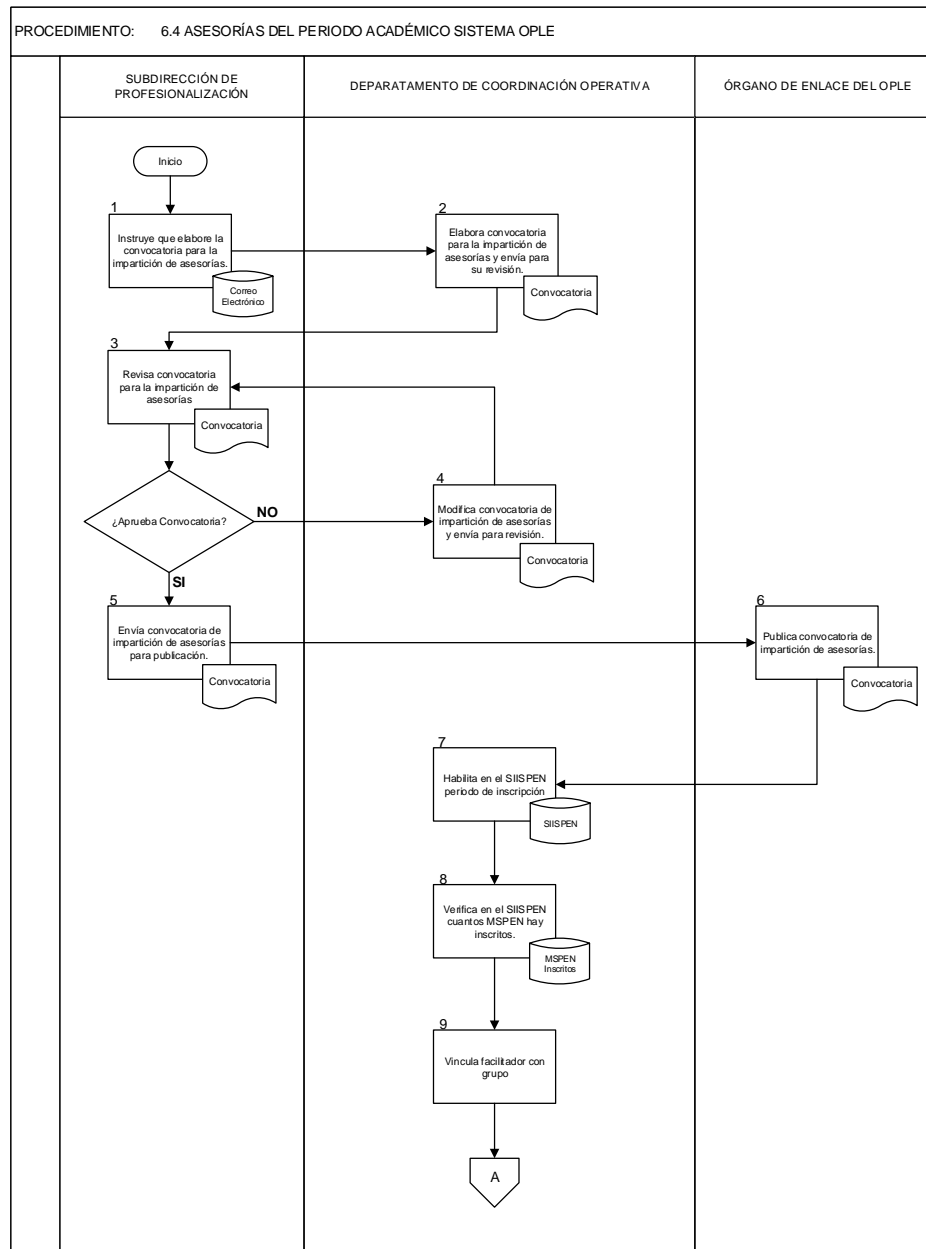 PROCEDIMIENTO: 6.4 ASESORÍAS DEL PERIODO ACADÉMICO SISTEMA OPLE
SUBDIRECCIÓN DE
PROFESIONALIZACIÓN
DEPARATAMENTO DE COORDINACIÓN OPERATIVA
ÓRGANO DE ENLACE DEL OPLE
Inicio
1
Instruye que elabore la
convocatoria para la
impartición de asesorías.
Correo
Electrónico
2
Elabora convocatoria
para la impartición de
asesorías y envía para
su revisión.
Convocatoria
3
Revisa convocatoria
para la impartición de
asesorías
Convocatoria
¿Aprueba Convocatoria?
NO
SI
4
Modifica convocatoria de
impartición de asesorías
y envía para revisión.
Convocatoria
5
Envía convocatoria de
impartición de asesorías
para publicación.
Convocatoria
6
Publica convocatoria de
impartición de asesorías.
Convocatoria
7
Habilita en el SIISPEN
periodo de inscripción
SIISPEN
8
Verifica en el SIISPEN
cuantos MSPEN hay
inscritos.
MSPEN
Inscritos
9
Vincula facilitador con
grupo
A